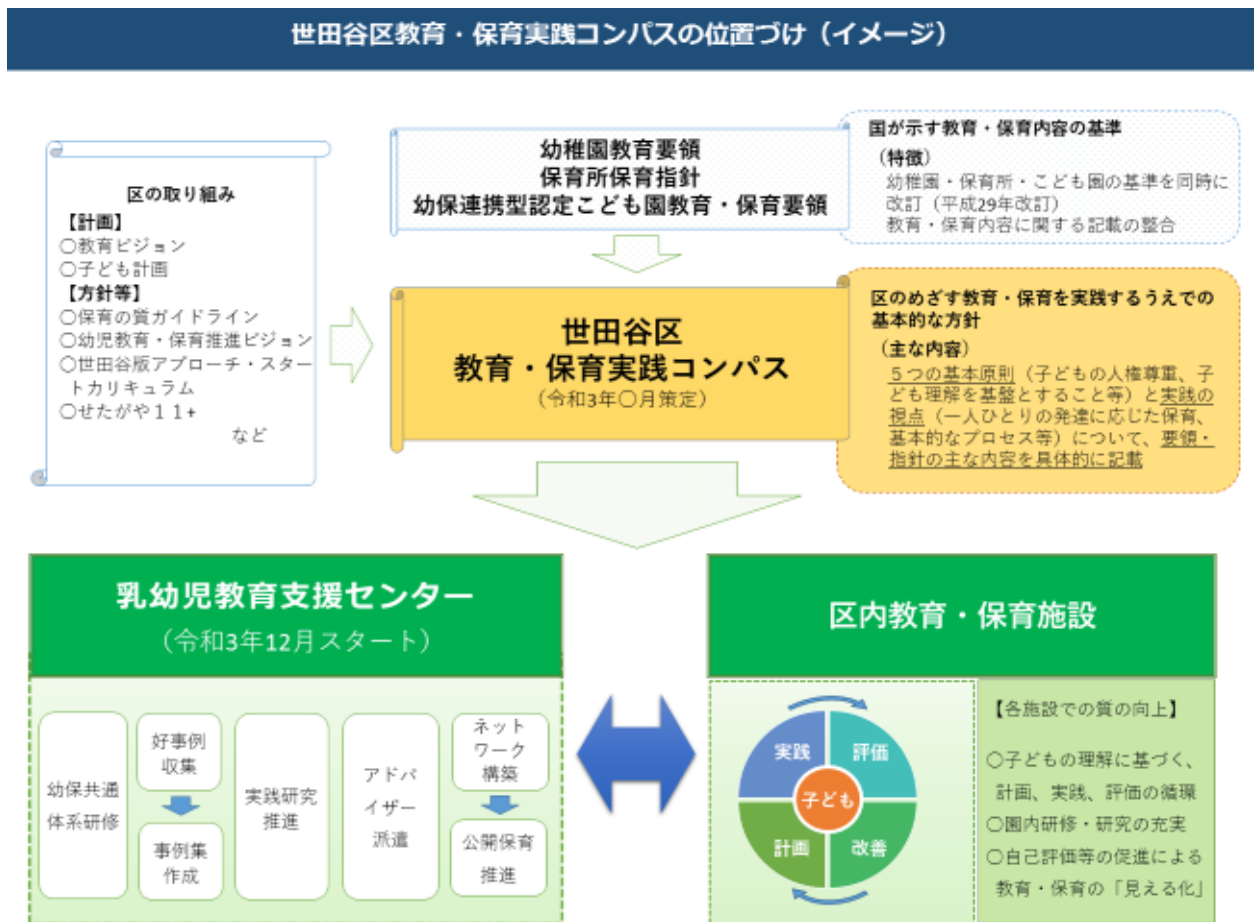 世田谷区教育・保育実践コンパスの位置づけ（イメージ）
区の取り組み
【計画】
〇教育ビジョン
〇子ども計画
【方針等】
〇保育の質ガイドライン
〇幼児教育・保育推進ビジョン
〇世田谷版アプローチ・スター
トカリキュラム
〇せたがや１１+
など
幼稚園教育要領
保育所保育指針
幼保連携型認定こども園教育・保育要領
国が示す教育・保育内容の基準
（特徴）
幼稚園・保育所・こども園の基準を同時に
改訂（平成29年改訂）
教育・保育内容に関する記載の整合
世田谷区
教育・保育実践コンパス
（令和3年〇月策定）
区のめざす教育・保育を実践するうえでの
基本的な方針
（主な内容）
５つの基本原則（子どもの人権尊重、子
ども理解を基盤とすること等）と実践の
視点（一人ひとりの発達に応じた保育、
基本的なプロセス等）について、要領・
指針の主な内容を具体的に記載
乳幼児教育支援センター
（令和3年12月スタート）
幼保共通
体系研修
好事例
収集
事例集
作成
実践研究
推進
アドバ
イザー
派遣
ネット
ワーク
構築
公開保育
推進
区内教育・保育施設
実践
評価
子ども
計画
改善
【各施設での質の向上】
〇子どもの理解に基づく、
計画、実践、評価の循環
〇園内研修・研究の充実
〇自己評価等の促進による
教育・保育の「見える化」